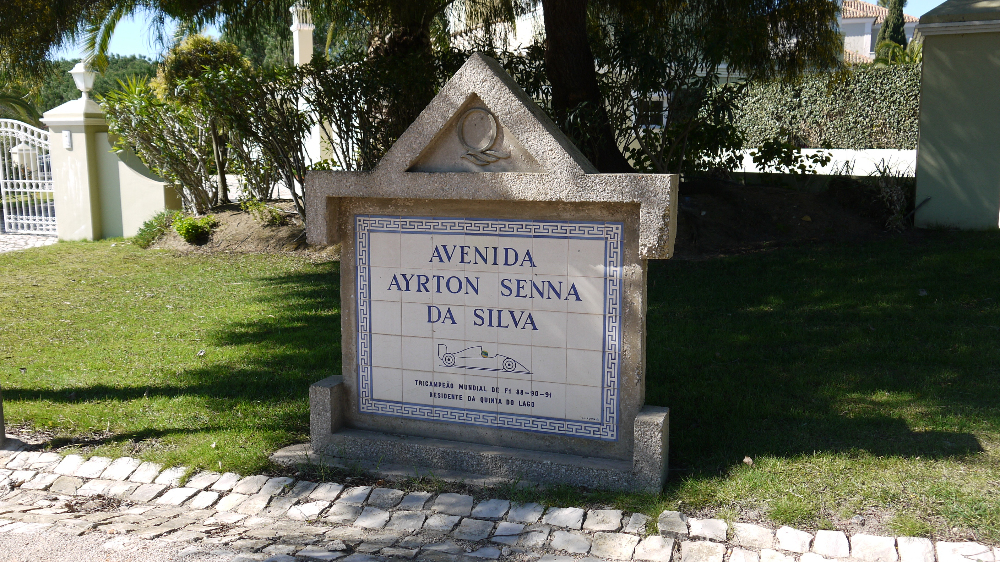 AVENIDA
AYRTON SENNA
DA SILVA
TRICAMPEÃO MUNDIAL DE F1 88-90-91
RESIDENTE DA QUINTA DO LAGO